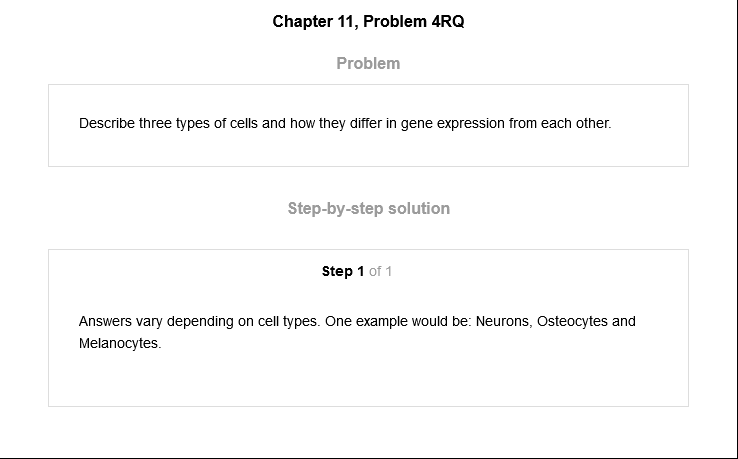 Chapter 11, Problem 4RQ
Problem
Describe three types of cells and how they differ in gene expression from each other.
Step-by-step solution
Step 1 of 1
Answers vary depending on cell types. One example would be: Neurons, Osteocytes and
Melanocytes.